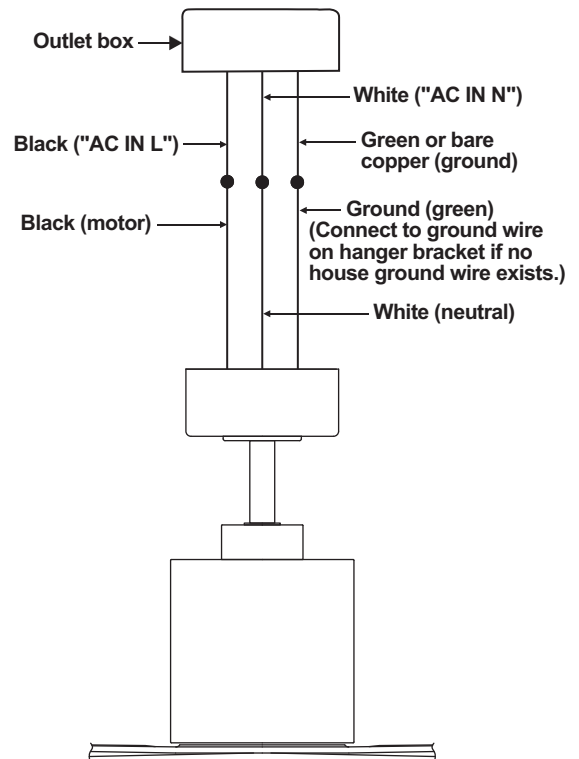 Outlet box
White ("AC IN N")
Black ("AC IN L")
Green or bare
copper (ground)
Black (motor)
Ground (green)
(Connect to ground wire
on hanger bracket if no
house ground wire exists.)
White (neutral)